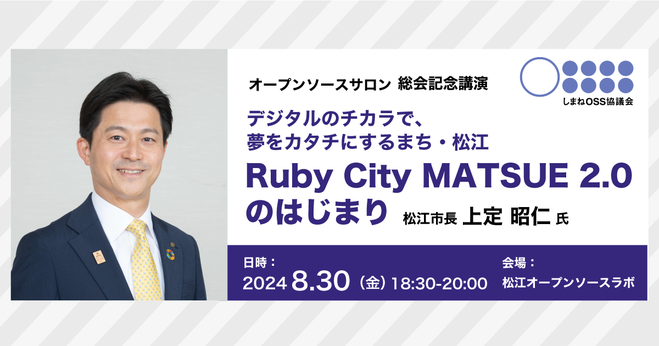 オープンソースサロン 総会記念講演
しまねOSS協議会
デジタルのチカラで、
夢をカタチにするまち・松江
Ruby City MATSUE 2.0
のはじまり 松江市長 上定 昭仁 氏
日時：
2024 8.30（金）18:30-20:00
会場：
松江オープンソースラボ